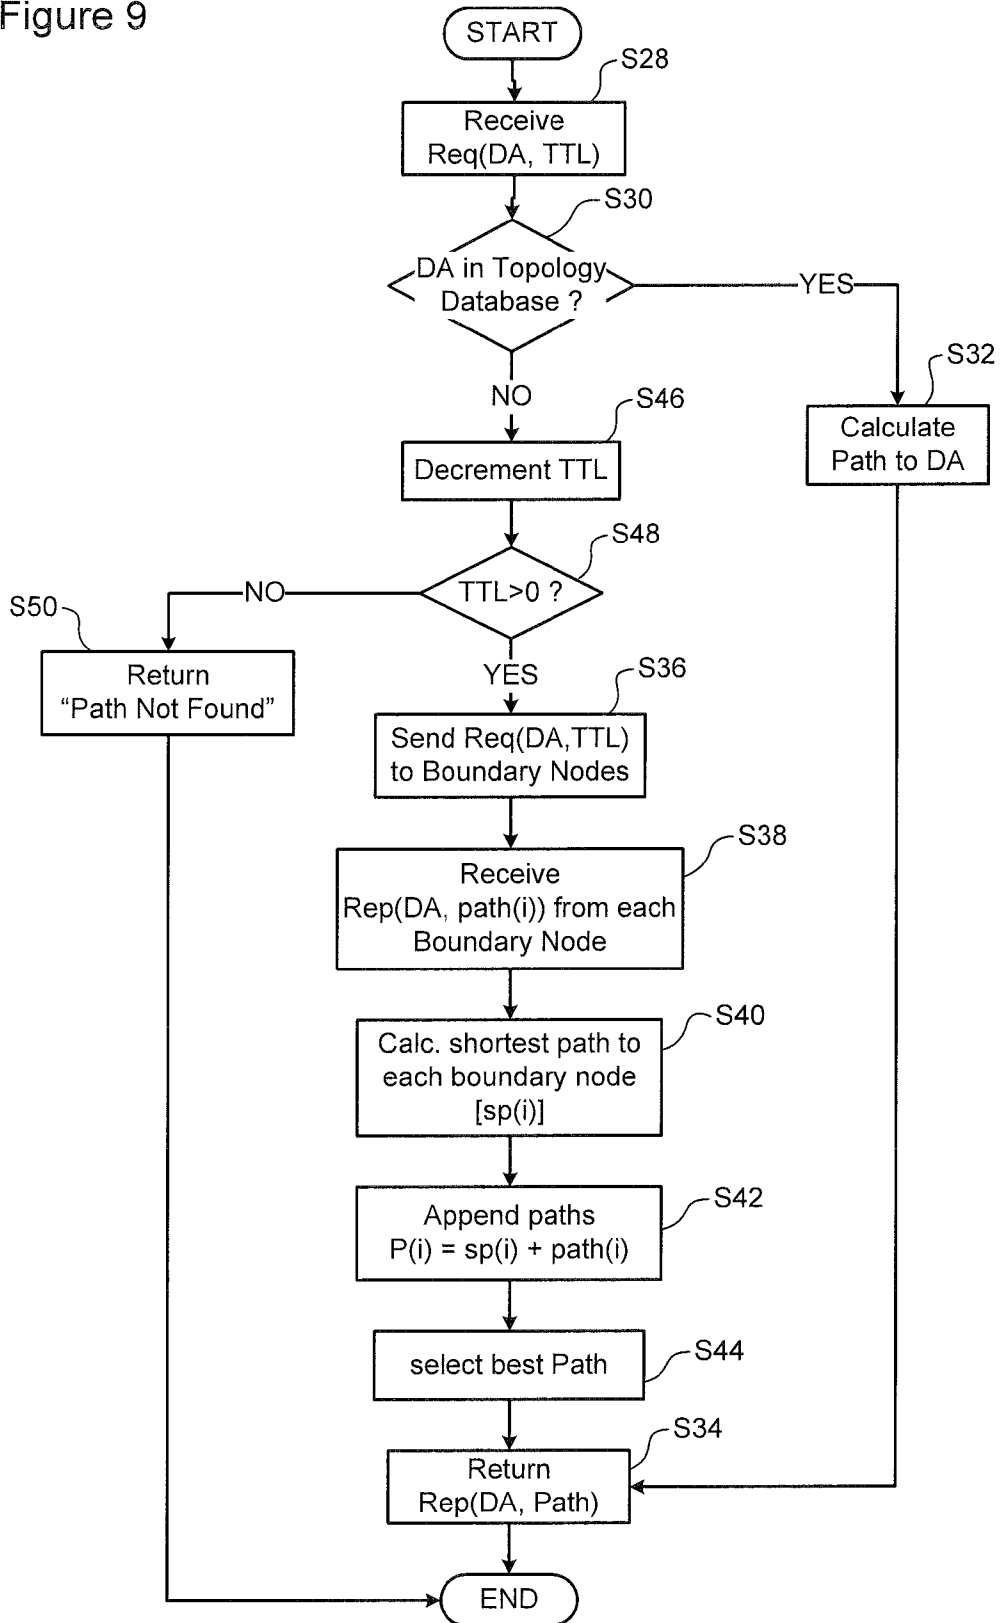 Figure 9
START
S28
Receive
Req(DA, TTL)
S30
DA in Topology
Database ?
YES
S32
Calculate
Path to DA
NO
S46
Decrement TTL
S48
TTL>0 ?
NO
S50
Return
“Path Not Found”
YES
S36
Send Req(DA,TTL)
to Boundary Nodes
S38
Receive
Rep(DA, path(i)) from each
Boundary Node
S40
Calc. shortest path to
each boundary node
[sp(i)]
S42
Append paths
P(i) = sp(i) + path(i)
S44
select best Path
S34
Return
Rep(DA, Path)
END